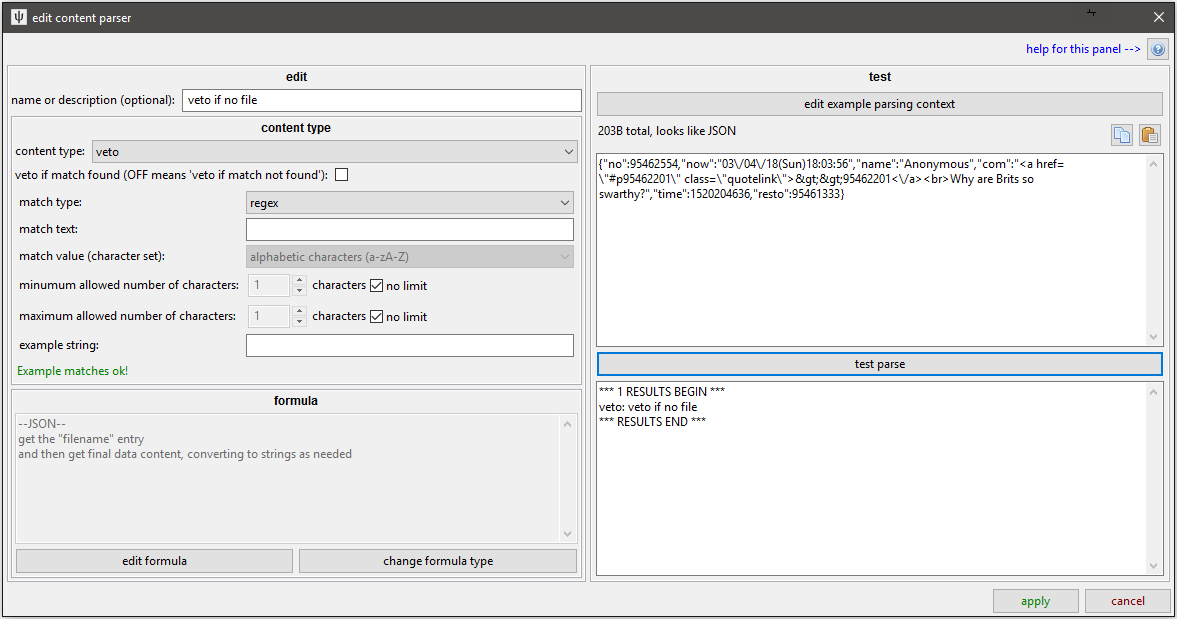 edit content parser
help for this panel -->
edit
name or description (optional): veto if no file
content type
content type: veto
veto if match found (OFF means 'veto if match not found'):
match type: regex
match text:
match value (character set): alphabetic characters (a-zA-Z)
minumum allowed number of characters: 1 characters no limit
maximum allowed number of characters: 1 characters no limit
example string:
Example matches ok!
formula
--JSON--
get the "filename" entry
and then get final data content, converting to strings as needed
edit formula
change formula type
test
edit example parsing context
203B total, looks like JSON
{"no":95462554,"now":"03\/04\/18(Sun)18:03:56","name":"Anonymous","com":"<a href=
\"#p95462201\" class=\"quotelink\">&gt;&gt;95462201<\/a><br>Why are Brits so
swarthy?","time":1520204636,"resto":95461333}
test parse
*** 1 RESULTS BEGIN ***
veto: veto if no file
*** RESULTS END ***
apply
cancel